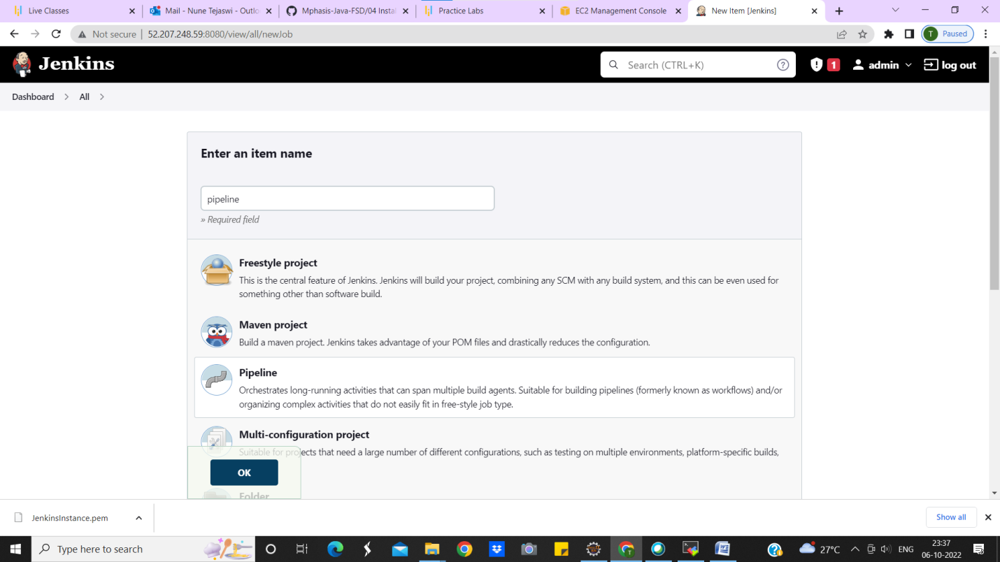 Live Classes
Mail - Nune Tejaswi - Outlo
Mphasis-Java-FSD/04 Instal
Practice Labs
EC2 Management Console
New Item [Jenkins]
Not secure
52.207.248.59:8080/view/all/newJob
T
Paused
Jenkins
Search (CTRL+K)
?
1
admin
log out
Dashboard
All
Enter an item name
pipeline
» Required field
Freestyle project
This is the central feature of Jenkins. Jenkins will build your project, combining any SCM with any build system, and this can be even used for
something other than software build.
Maven project
Build a maven project. Jenkins takes advantage of your POM files and drastically reduces the configuration.
Pipeline
Orchestrates long-running activities that can span multiple build agents. Suitable for building pipelines (formerly known as workflows) and/or
organizing complex activities that do not easily fit in free-style job type.
Multi-configuration project
Suitable for projects that need a large number of different configurations, such as testing on multiple environments, platform-specific builds,
OK
Folder
JenkinsInstance.pem
Show all
Type here to search
27°C
ENG
23:37
06-10-2022